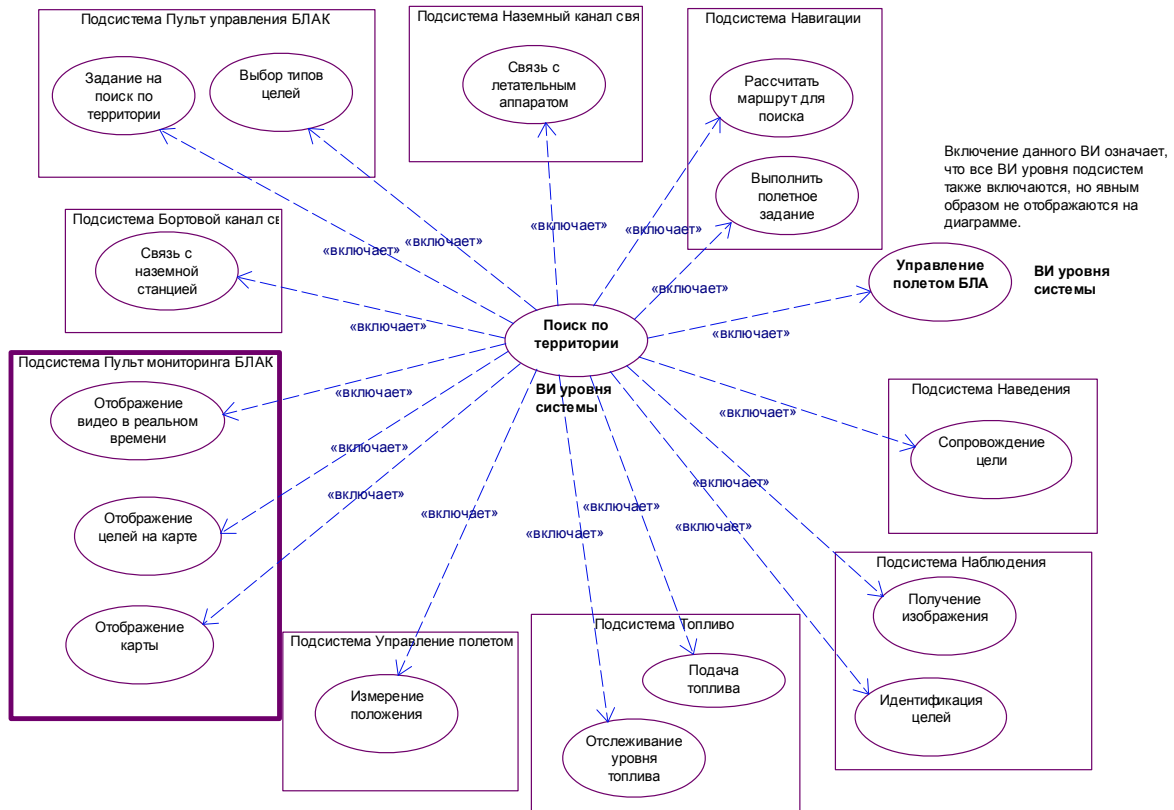 Подсистема Пульт управления БЛАК
Задание на
поиск по
территории
Выбор типов
целей
Подсистема Наземный канал свя
Связь с
летательным
аппаратом
Подсистема Навигации
Рассчитать
маршрут для
поиска
Выполнить
полетное
задание
Включение данного ВИ означает,
что все ВИ уровня подсистем
также включаются, но явным
образом не отображаются на
диаграмме.
Подсистема Бортовой канал св
Связь с
наземной
станцией
«включает»
«включает»
«включает»
«включает»
«включает»
Управление
полетом БЛА
ВИ уровня
системы
«включает»
«включает»
Поиск по
территории
ВИ уровня
системы
Подсистема Пульт мониторинга БЛАК
Отображение
видео в реальном
времени
Отображение
целей на карте
Отображение
карты
«включает»
«включает»
«включает»
«включает»
«включает»
«включает»
«включает»
«включает»
«включает»
Подсистема Наведения
Сопровождение
цели
Подсистема Наблюдения
Получение
изображения
Идентификация
целей
Подсистема Управление полетом
Измерение
положения
Подсистема Топливо
Подача
топлива
Отслеживание
уровня
топлива